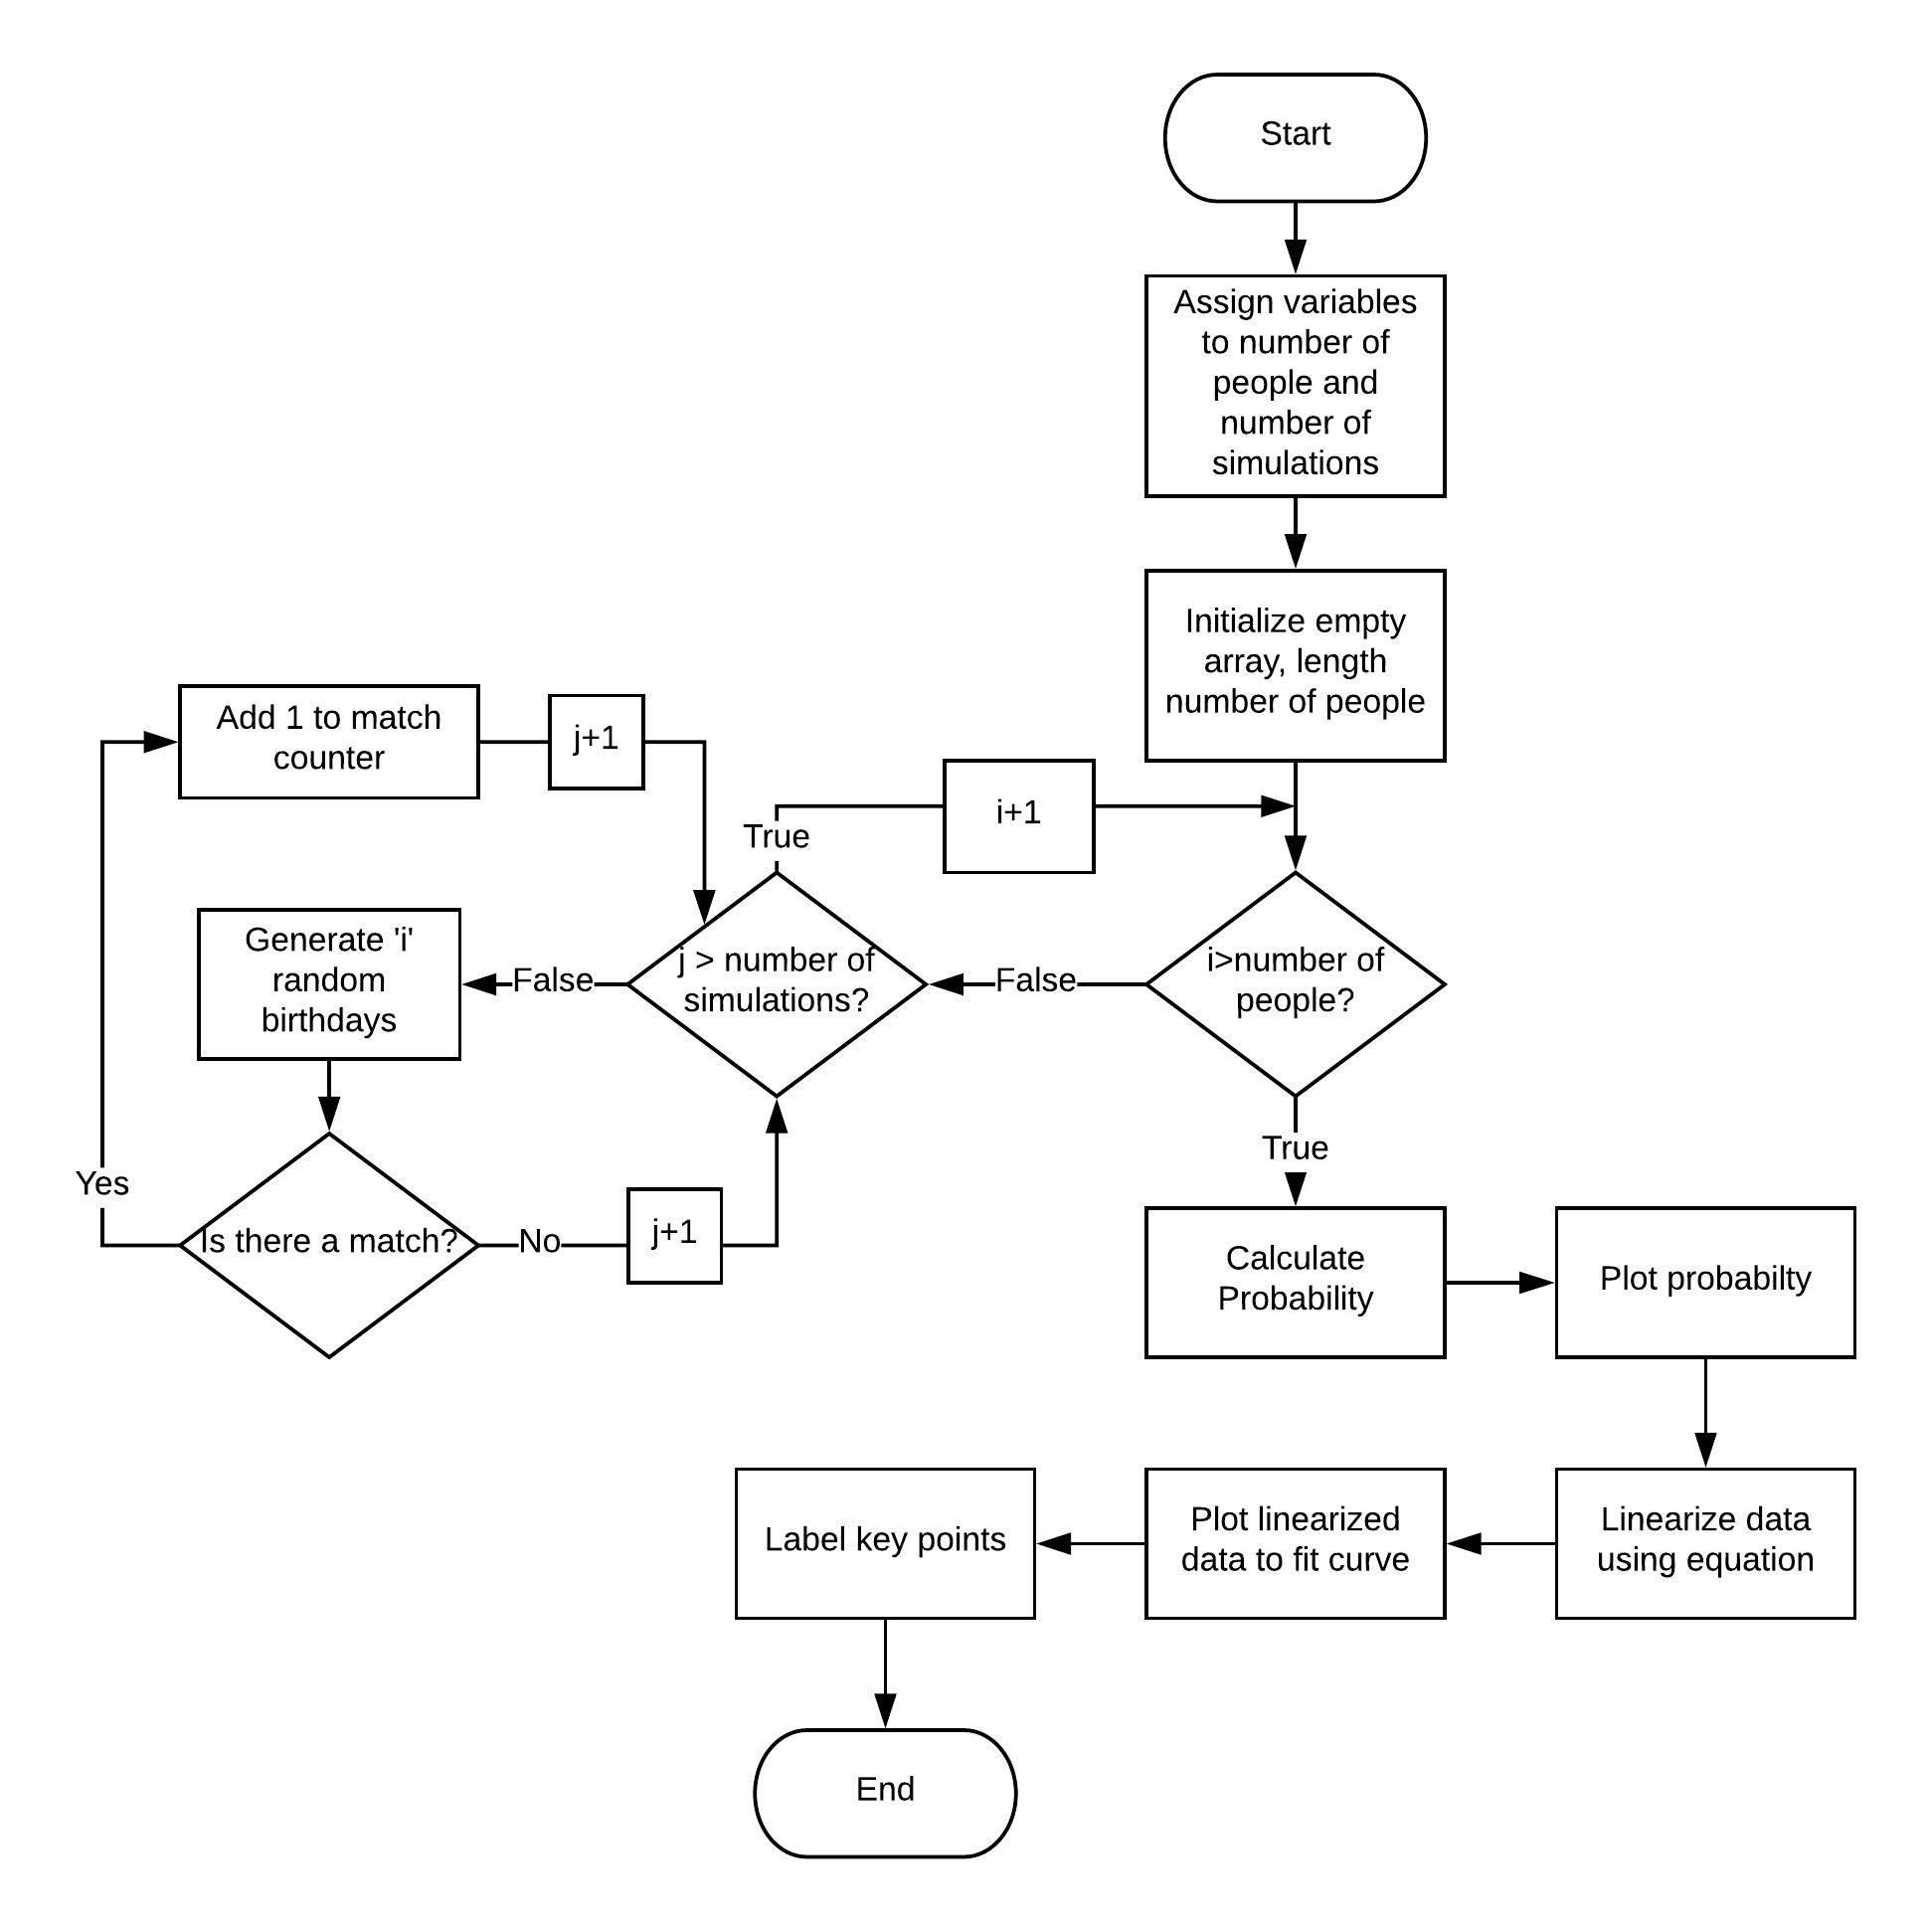 Start
Assign variables
to number of
people and
number of
simulations
Initialize empty
array, length
number of people
Add 1 to match
counter
j+1
i+1
True
Generate 'i'
random
birthdays
False
j > number of
simulations?
False
i>number of
people?
True
Yes
Is there a match?
No
j+1
Calculate
Probability
Plot probabilty
Label key points
Plot linearized
data to fit curve
Linearize data
using equation
End